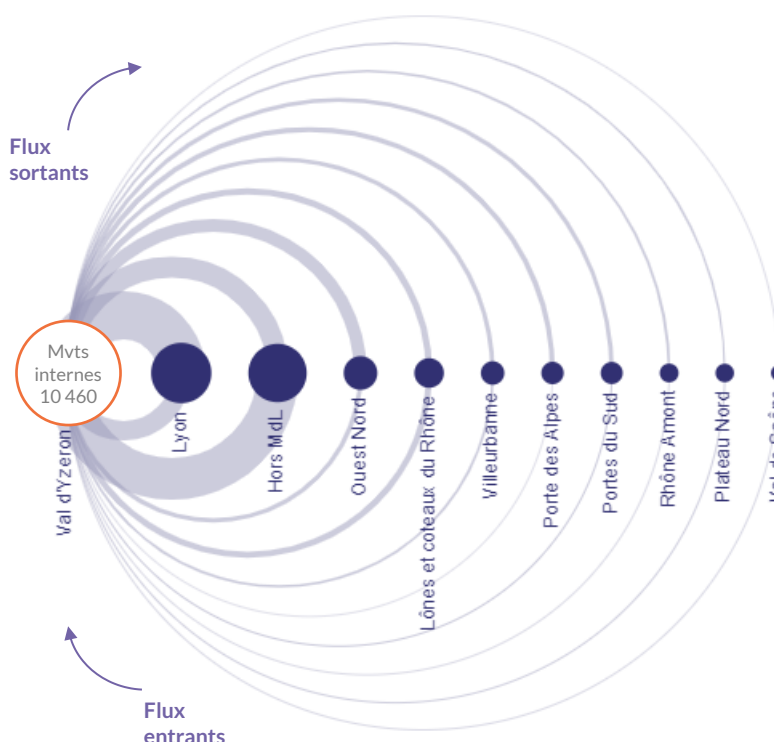 Flux
sortants
Mvts
internes
10 460
Val d'Yzeron
Lyon
Hors MdL
Ouest Nord
Lônes et coteaux du Rhône
Villeurbanne
Porte des Alpes
Portes du Sud
Rhône Amont
Plateau Nord
Flux
entrants